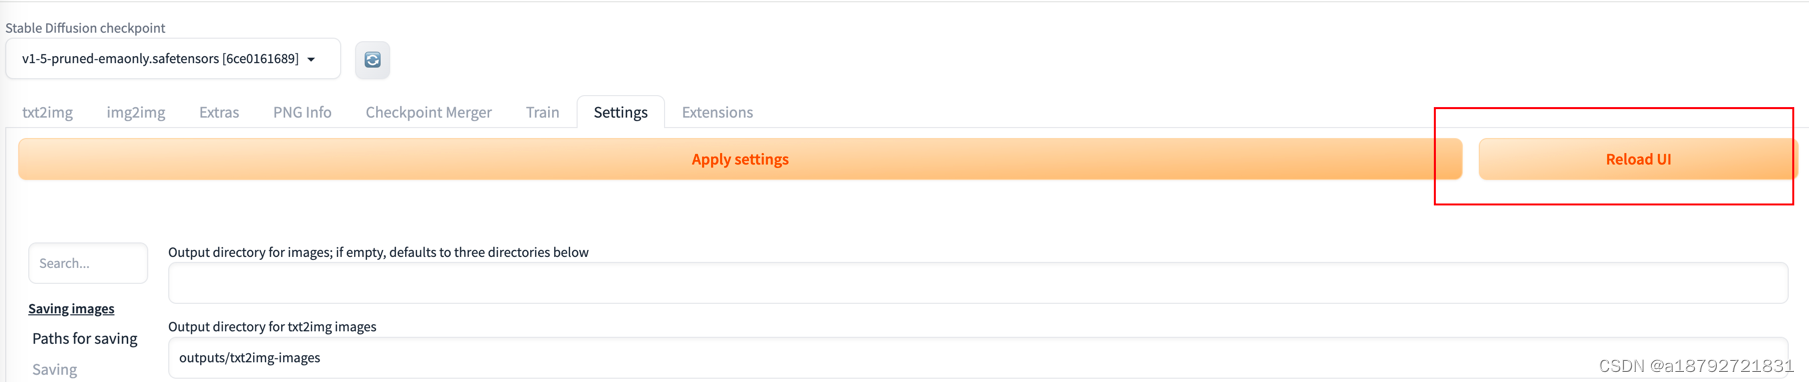 Stable Diffusion checkpoint
v1-5-pruned-emaonly.safetensors [6ce0161689]
txt2img img2img Extras PNG Info Checkpoint Merger Train Settings Extensions
Apply settings Reload UI
Search...
Output directory for images; if empty, defaults to three directories below
Saving images
Paths for saving
Saving
Output directory for txt2img images
outputs/txt2img-images
CSDN @a18792721831